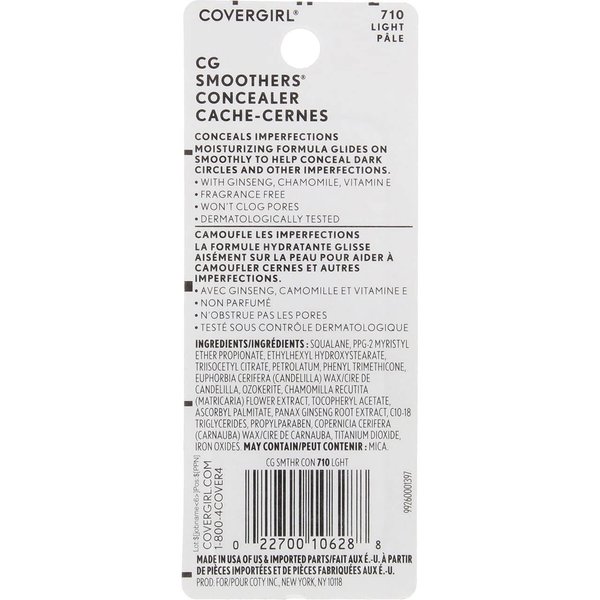 COVERGIRL®
710
LIGHT
PÂLE
CG
SMOOTHERS®
CONCEALER
CACHE-CERNES
CONCEALS IMPERFECTIONS
MOISTURIZING FORMULA GLIDES ON
SMOOTHLY TO HELP CONCEAL DARK
CIRCLES AND OTHER IMPERFECTIONS.
• WITH GINSENG, CHAMOMILE, VITAMIN E
• FRAGRANCE FREE
• WON'T CLOG PORES
• DERMATOLOGICALLY TESTED
CAMOUFLE LES IMPERFECTIONS
LA FORMULE HYDRATANTE GLISSE
AISÉMENT SUR LA PEAU POUR AIDER À
CAMOUFLER CERNES ET AUTRES
IMPERFECTIONS.
• AVEC GINSENG, CAMOMILLE ET VITAMINE E
• NON PARFUMÉ
• N'OBSTRUE PAS LES PORES
• TESTÉ SOUS CONTRÔLE DERMATOLOGIQUE
INGREDIENTS/INGRÉDIENTS : SQUALANE, PPG-2 MYRISTYL
ETHER PROPIONATE, ETHYLHEXYL HYDROXYSTEARATE,
TRIISOCETYL CITRATE, PETROLATUM, PHENYL TRIMETHICONE,
EUPHORBIA CERIFERA (CANDELILLA) WAX/CIRE DE
CANDELILLA, OZOKERITE, CHAMOMILLA RECUTITA
(MATRICARIA) FLOWER EXTRACT, TOCOPHERYL ACETATE,
ASCORBYL PALMITATE, PANAX GINSENG ROOT EXTRACT, C10-18
TRIGLYCERIDES, PROPYLPARABEN, COPERNICIA CERIFERA
(CARNAUBA) WAX/CIRE DE CARNAUBA, TITANIUM DIOXIDE,
IRON OXIDES. MAY CONTAIN/PEUT CONTENIR : MICA.
CG SMTHR CON 710 LGHT
Lot:$[jobname<6>]Pos:$[PPN]
COVERGIRL.COM
1-800-4COVER4
99260001397
0 22700 10628 8
MADE IN USA OF US & IMPORTED PARTS/FAIT AUX É.-U. À PARTIR
DE PIÈCES IMPORTÉES ET DE PIÈCES FABRIQUÉES AUX É.-U.
PROD. FOR/POUR COTY INC., NEW YORK, NY 10118